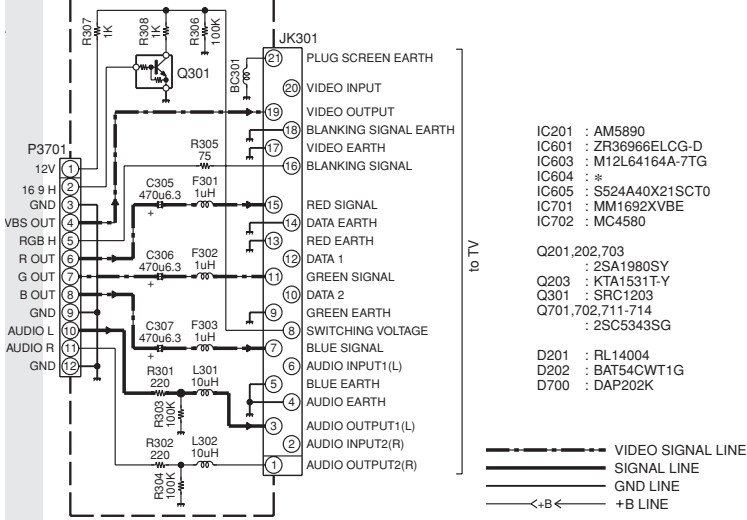 R307
1K
R308
1K
R306
100K
Q301
BC301
JK301
21 PLUG SCREEN EARTH
20 VIDEO INPUT
19 VIDEO OUTPUT
18 BLANKING SIGNAL EARTH
17 VIDEO EARTH
16 BLANKING SIGNAL
15 RED SIGNAL
14 DATA EARTH
13 RED EARTH
12 DATA 1
11 GREEN SIGNAL
10 DATA 2
9 GREEN EARTH
8 SWITCHING VOLTAGE
7 BLUE SIGNAL
6 AUDIO INPUT1(L)
5 BLUE EARTH
4 AUDIO EARTH
3 AUDIO OUTPUT1(L)
2 AUDIO INPUT2(R)
1 AUDIO OUTPUT2(R)
to TV
P3701
12V 1
16 9 H 2
GND 3
VBS OUT 4
RGB H 5
R OUT 6
G OUT 7
B OUT 8
GND 9
AUDIO L 10
AUDIO R 11
GND 12
R305
75
C305
470u6.3
+
F301
1uH
C306
470u6.3
+
F302
1uH
C307
470u6.3
+
F303
1uH
R301
220
L301
10uH
R303
100K
R302
220
L302
10uH
R304
100K
IC201 : AM5890
IC601 : ZR36966ELCG-D
IC603 : M12L64164A-7TG
IC604 : *
IC605 : S524A40X21SCT0
IC701 : MM1692XVBE
IC702 : MC4580
Q201,202,703
: 2SA1980SY
Q203 : KTA1531T-Y
Q301 : SRC1203
Q701,702,711-714
: 2SC5343SG
D201 : RL14004
D202 : BAT54CWT1G
D700 : DAP202K
VIDEO SIGNAL LINE
SIGNAL LINE
GND LINE
+B +B LINE